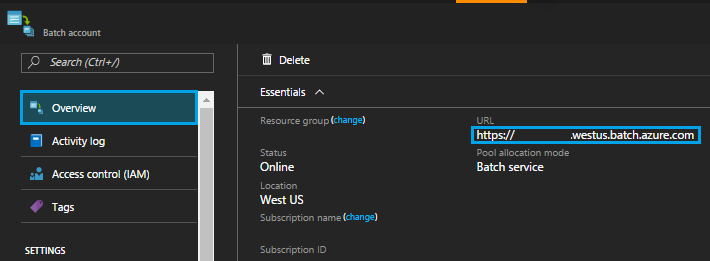 Batch account
Search (Ctrl+/)
Overview
Activity log
Access control (IAM)
Tags
SETTINGS
Delete
Essentials
Resource group (change)
Status
Online
Location
West US
Subscription name (change)
Subscription ID
URL
https:// .westus.batch.azure.com
Pool allocation mode
Batch service